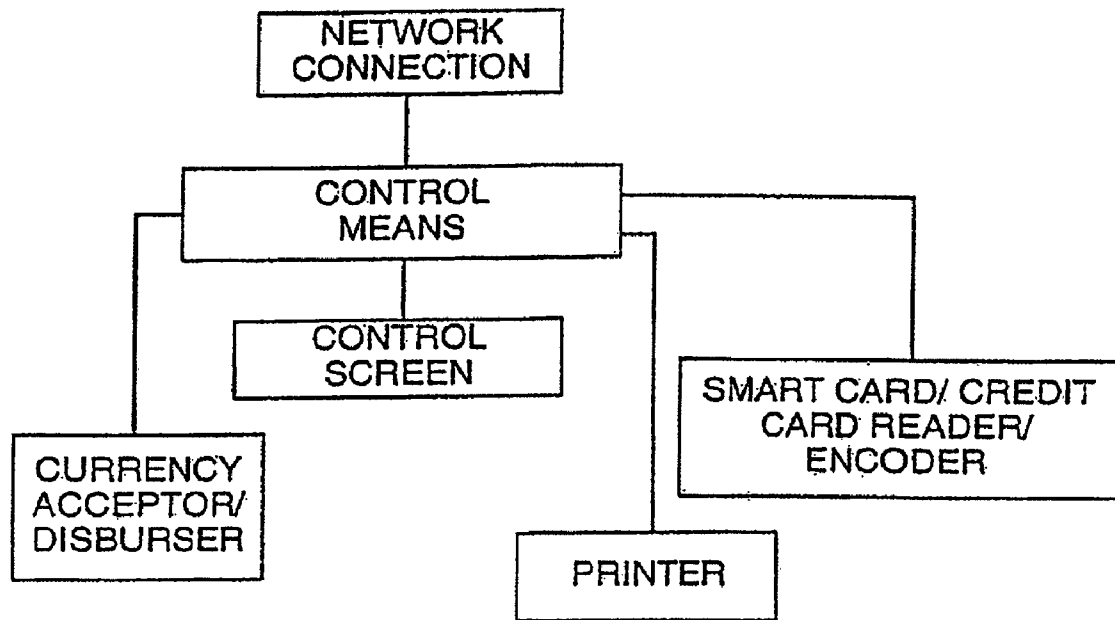 NETWORK
CONNECTION
CONTROL
MEANS
CONTROL
SCREEN
SMART CARD/ CREDIT
CARD READER/
ENCODER
CURRENCY
ACCEPTOR/
DISBURSER
PRINTER